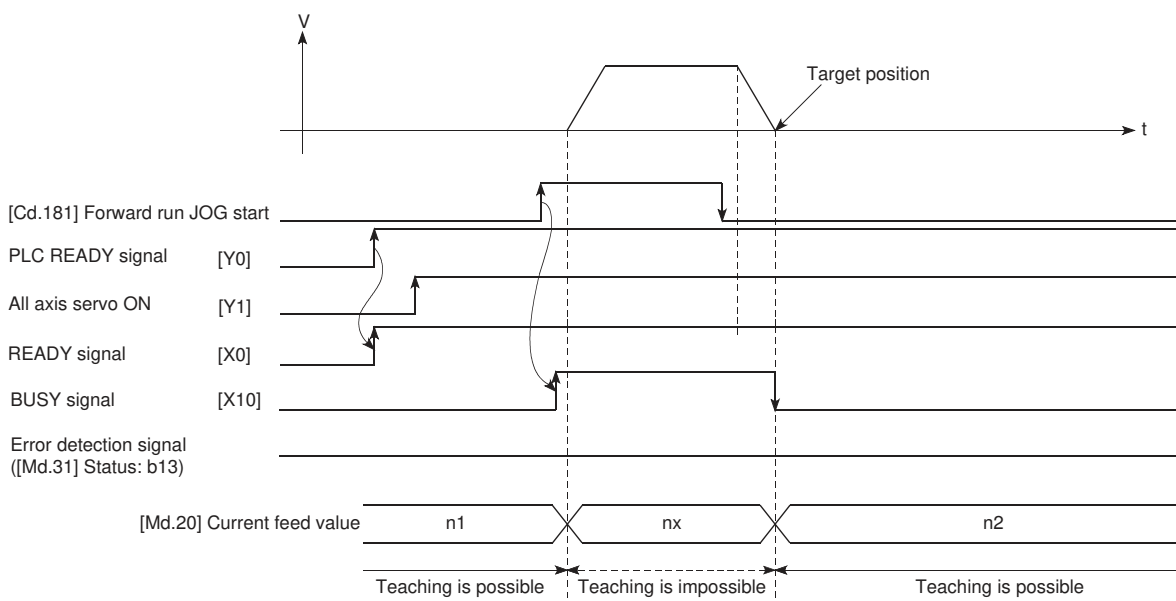 V
Target position
t
[Cd.181] Forward run JOG start
PLC READY signal [Y0]
All axis servo ON [Y1]
READY signal [X0]
BUSY signal [X10]
Error detection signal
([Md.31] Status: b13)
[Md.20] Current feed value n1 nx n2
Teaching is possible Teaching is impossible Teaching is possible